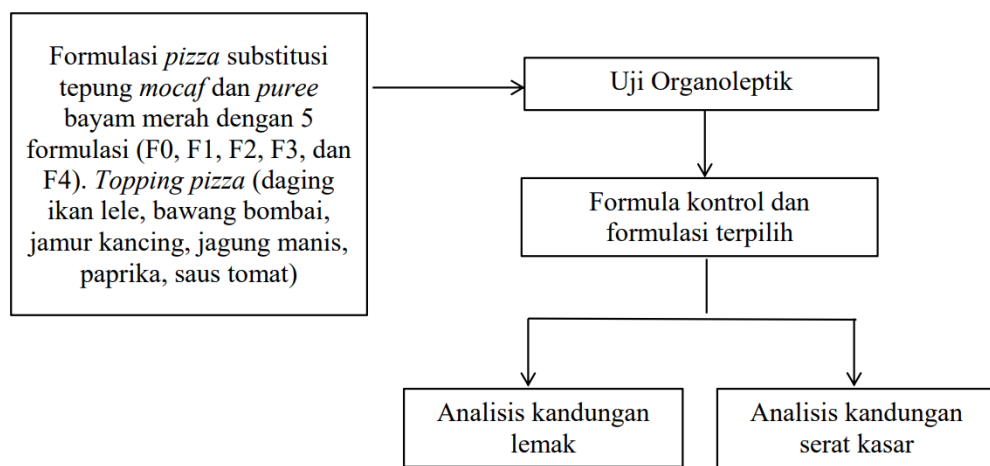 Formulasi pizza substitusi
tepung mocaf dan puree
bayam merah dengan 5
formulasi (F0, F1, F2, F3, dan
F4). Topping pizza (daging
ikan lele, bawang bombai,
jamur kancing, jagung manis,
paprika, saus tomat)
Uji Organoleptik
Formula kontrol dan
formulasi terpilih
Analisis kandungan
lemak
Analisis kandungan
serat kasar